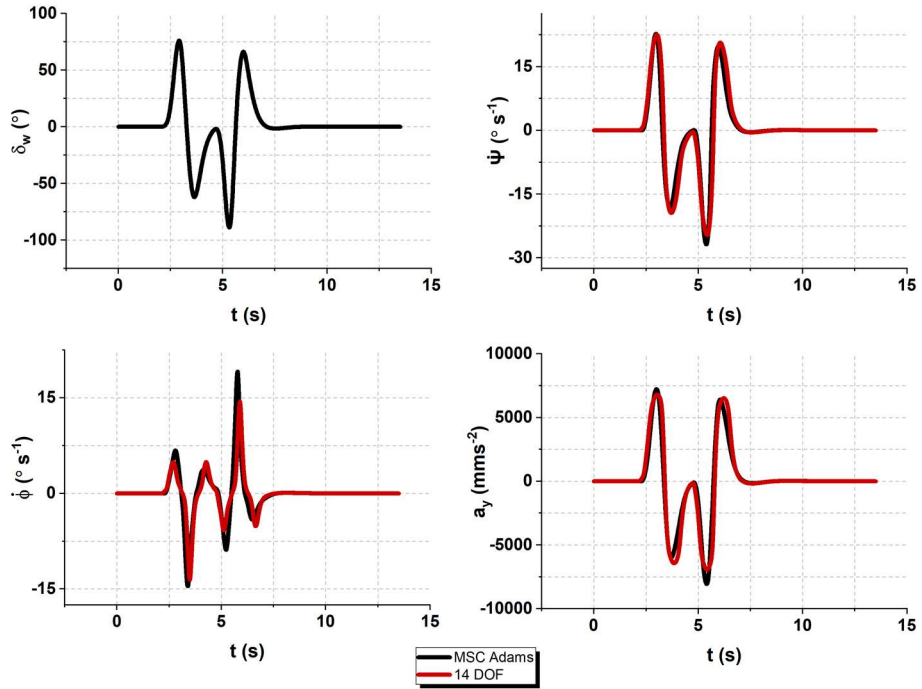 100
50
0
-50
-100
δw (°)
0 5 10 15
t (s)
15
0
-15
-30
Ψ (° s-1)
0 5 10 15
t (s)
15
0
-15
ϕ̇ (° s-1)
0 5 10 15
t (s)
10000
5000
0
-5000
-10000
ay (mms-2)
0 5 10 15
t (s)
MSC Adams
14 DOF